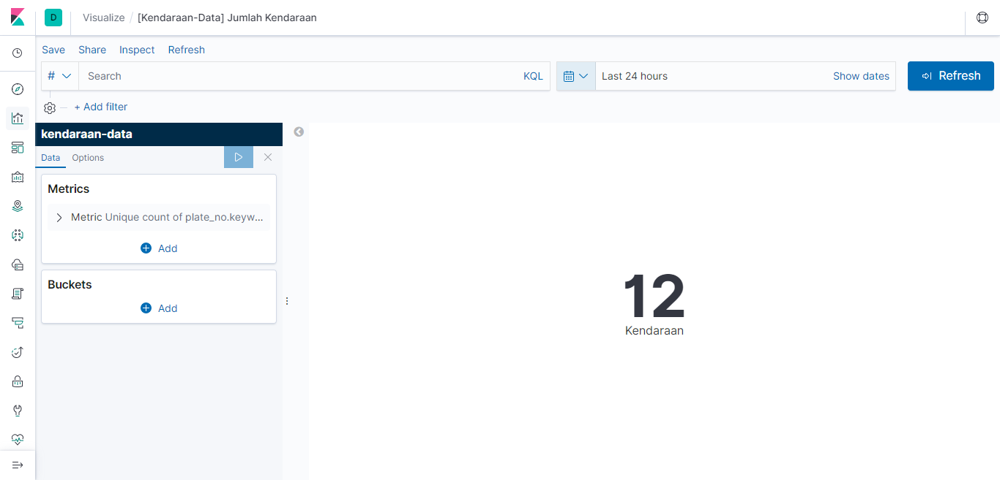 D Visualize / [Kendaraan-Data] Jumlah Kendaraan
Save Share Inspect Refresh
# Search KQL Last 24 hours Show dates Refresh
+ Add filter
kendaraan-data
Data Options
Metrics
Metric Unique count of plate_no.keyw...
Add
Buckets
Add
12
Kendaraan